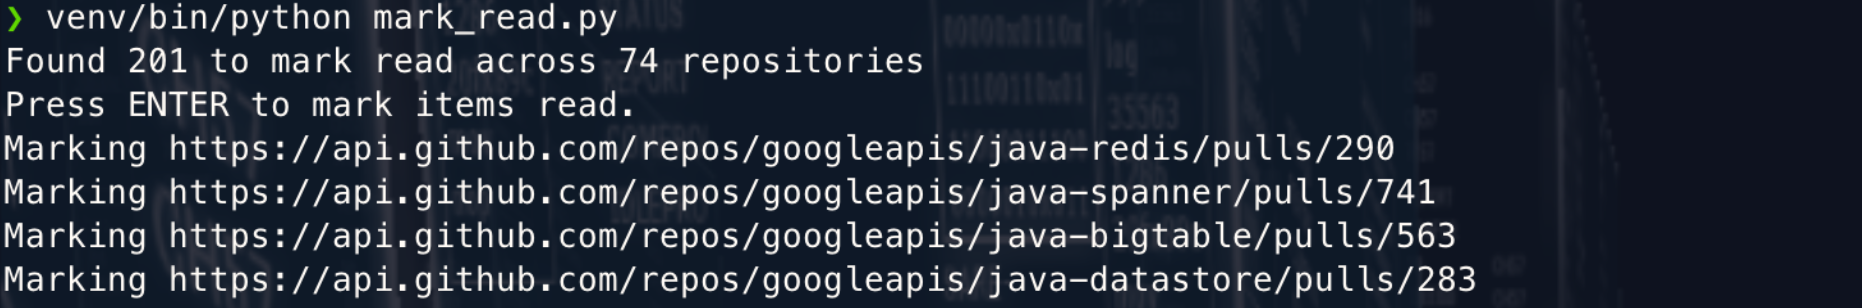 ❯ venv/bin/python mark_read.py
Found 201 to mark read across 74 repositories
Press ENTER to mark items read.
Marking https://api.github.com/repos/googleapis/java-redis/pulls/290
Marking https://api.github.com/repos/googleapis/java-spanner/pulls/741
Marking https://api.github.com/repos/googleapis/java-bigtable/pulls/563
Marking https://api.github.com/repos/googleapis/java-datastore/pulls/283